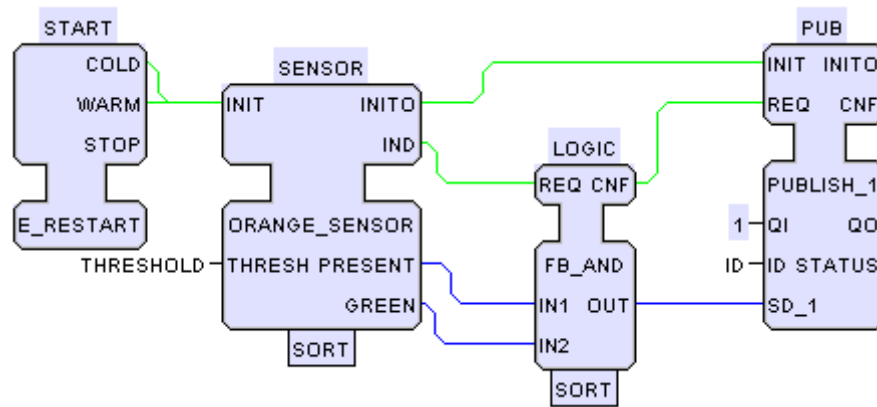 START
COLD
WARM
STOP
E_RESTART
SENSOR
INIT INITO
IND
ORANGE_SENSOR
THRESHOLD THRESH PRESENT
GREEN
SORT
LOGIC
REQ CNF
FB_AND
IN1 OUT
IN2
SORT
PUB
INIT INITO
REQ CNF
PUBLISH_1
1 QI QO
ID ID STATUS
SD_1